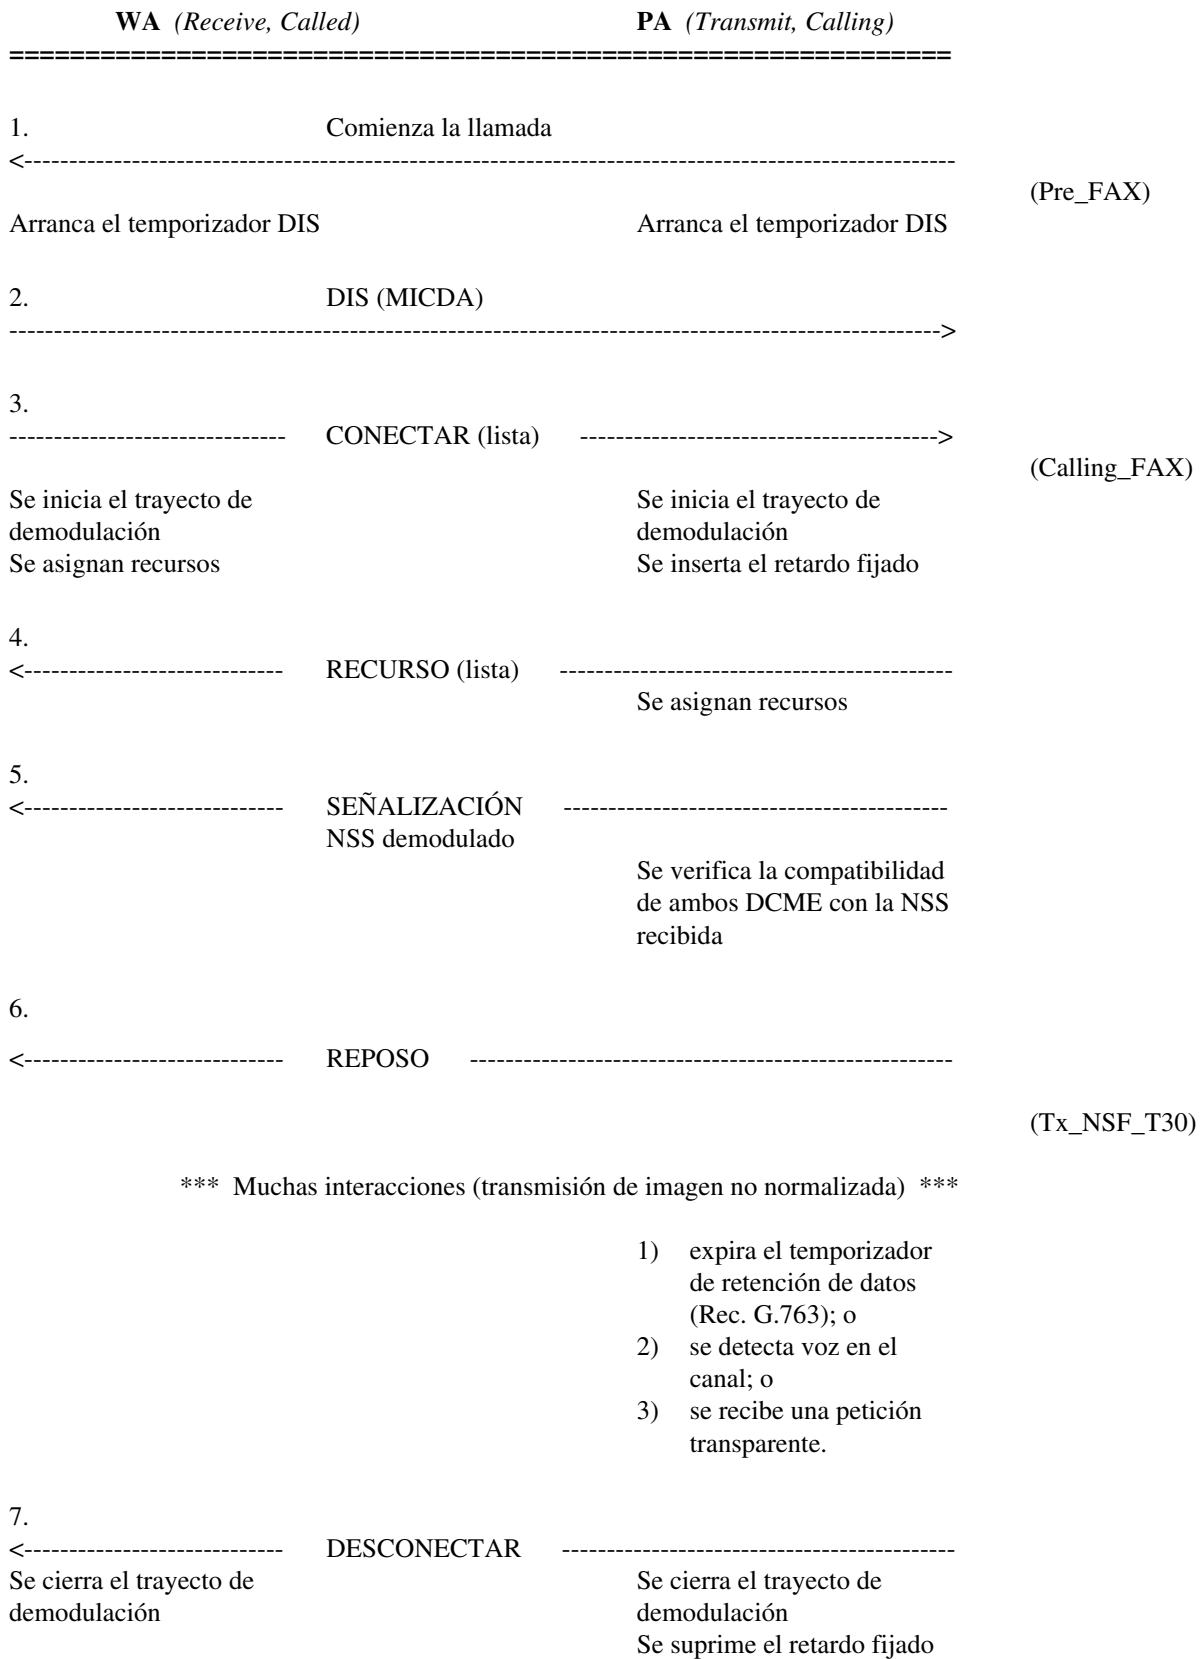 WA (Receive, Called) PA (Transmit, Calling)
==============================================================
1. Comienza la llamada
<-------------------------------------------------------------------------------------------------------
(Pre_FAX)
Arranca el temporizador DIS Arranca el temporizador DIS
2. DIS (MICDA)
------------------------------------------------------------------------------------------------------->
3.
------------------------------- CONECTAR (lista) ---------------------------------------->
(Calling_FAX)
Se inicia el trayecto de Se inicia el trayecto de
demodulación demodulación
Se asignan recursos Se inserta el retardo fijado
4.
<----------------------------- RECURSO (lista) --------------------------------------------
Se asignan recursos
5.
<----------------------------- SEÑALIZACIÓN -------------------------------------------
NSS demodulado
Se verifica la compatibilidad
de ambos DCME con la NSS
recibida
6.
<----------------------------- REPOSO ------------------------------------------------------
(Tx_NSF_T30)
*** Muchas interacciones (transmisión de imagen no normalizada) ***
1) expira el temporizador
de retención de datos
(Rec. G.763); o
2) se detecta voz en el
canal; o
3) se recibe una petición
transparente.
7.
<----------------------------- DESCONECTAR --------------------------------------------
Se cierra el trayecto de Se cierra el trayecto de
demodulación demodulación
Se suprime el retardo fijado